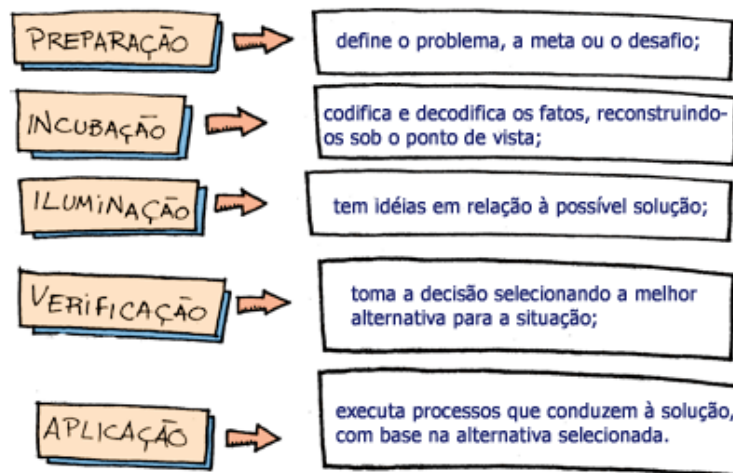 PREPARAÇÃO
define o problema, a meta ou o desafio;
INCUBAÇÃO
codifica e decodifica os fatos, reconstruindo-
os sob o ponto de vista;
ILUMINAÇÃO
tem idéias em relação à possível solução;
VERIFICAÇÃO
toma a decisão selecionando a melhor
alternativa para a situação;
APLICAÇÃO
executa processos que conduzem à solução,
com base na alternativa selecionada.